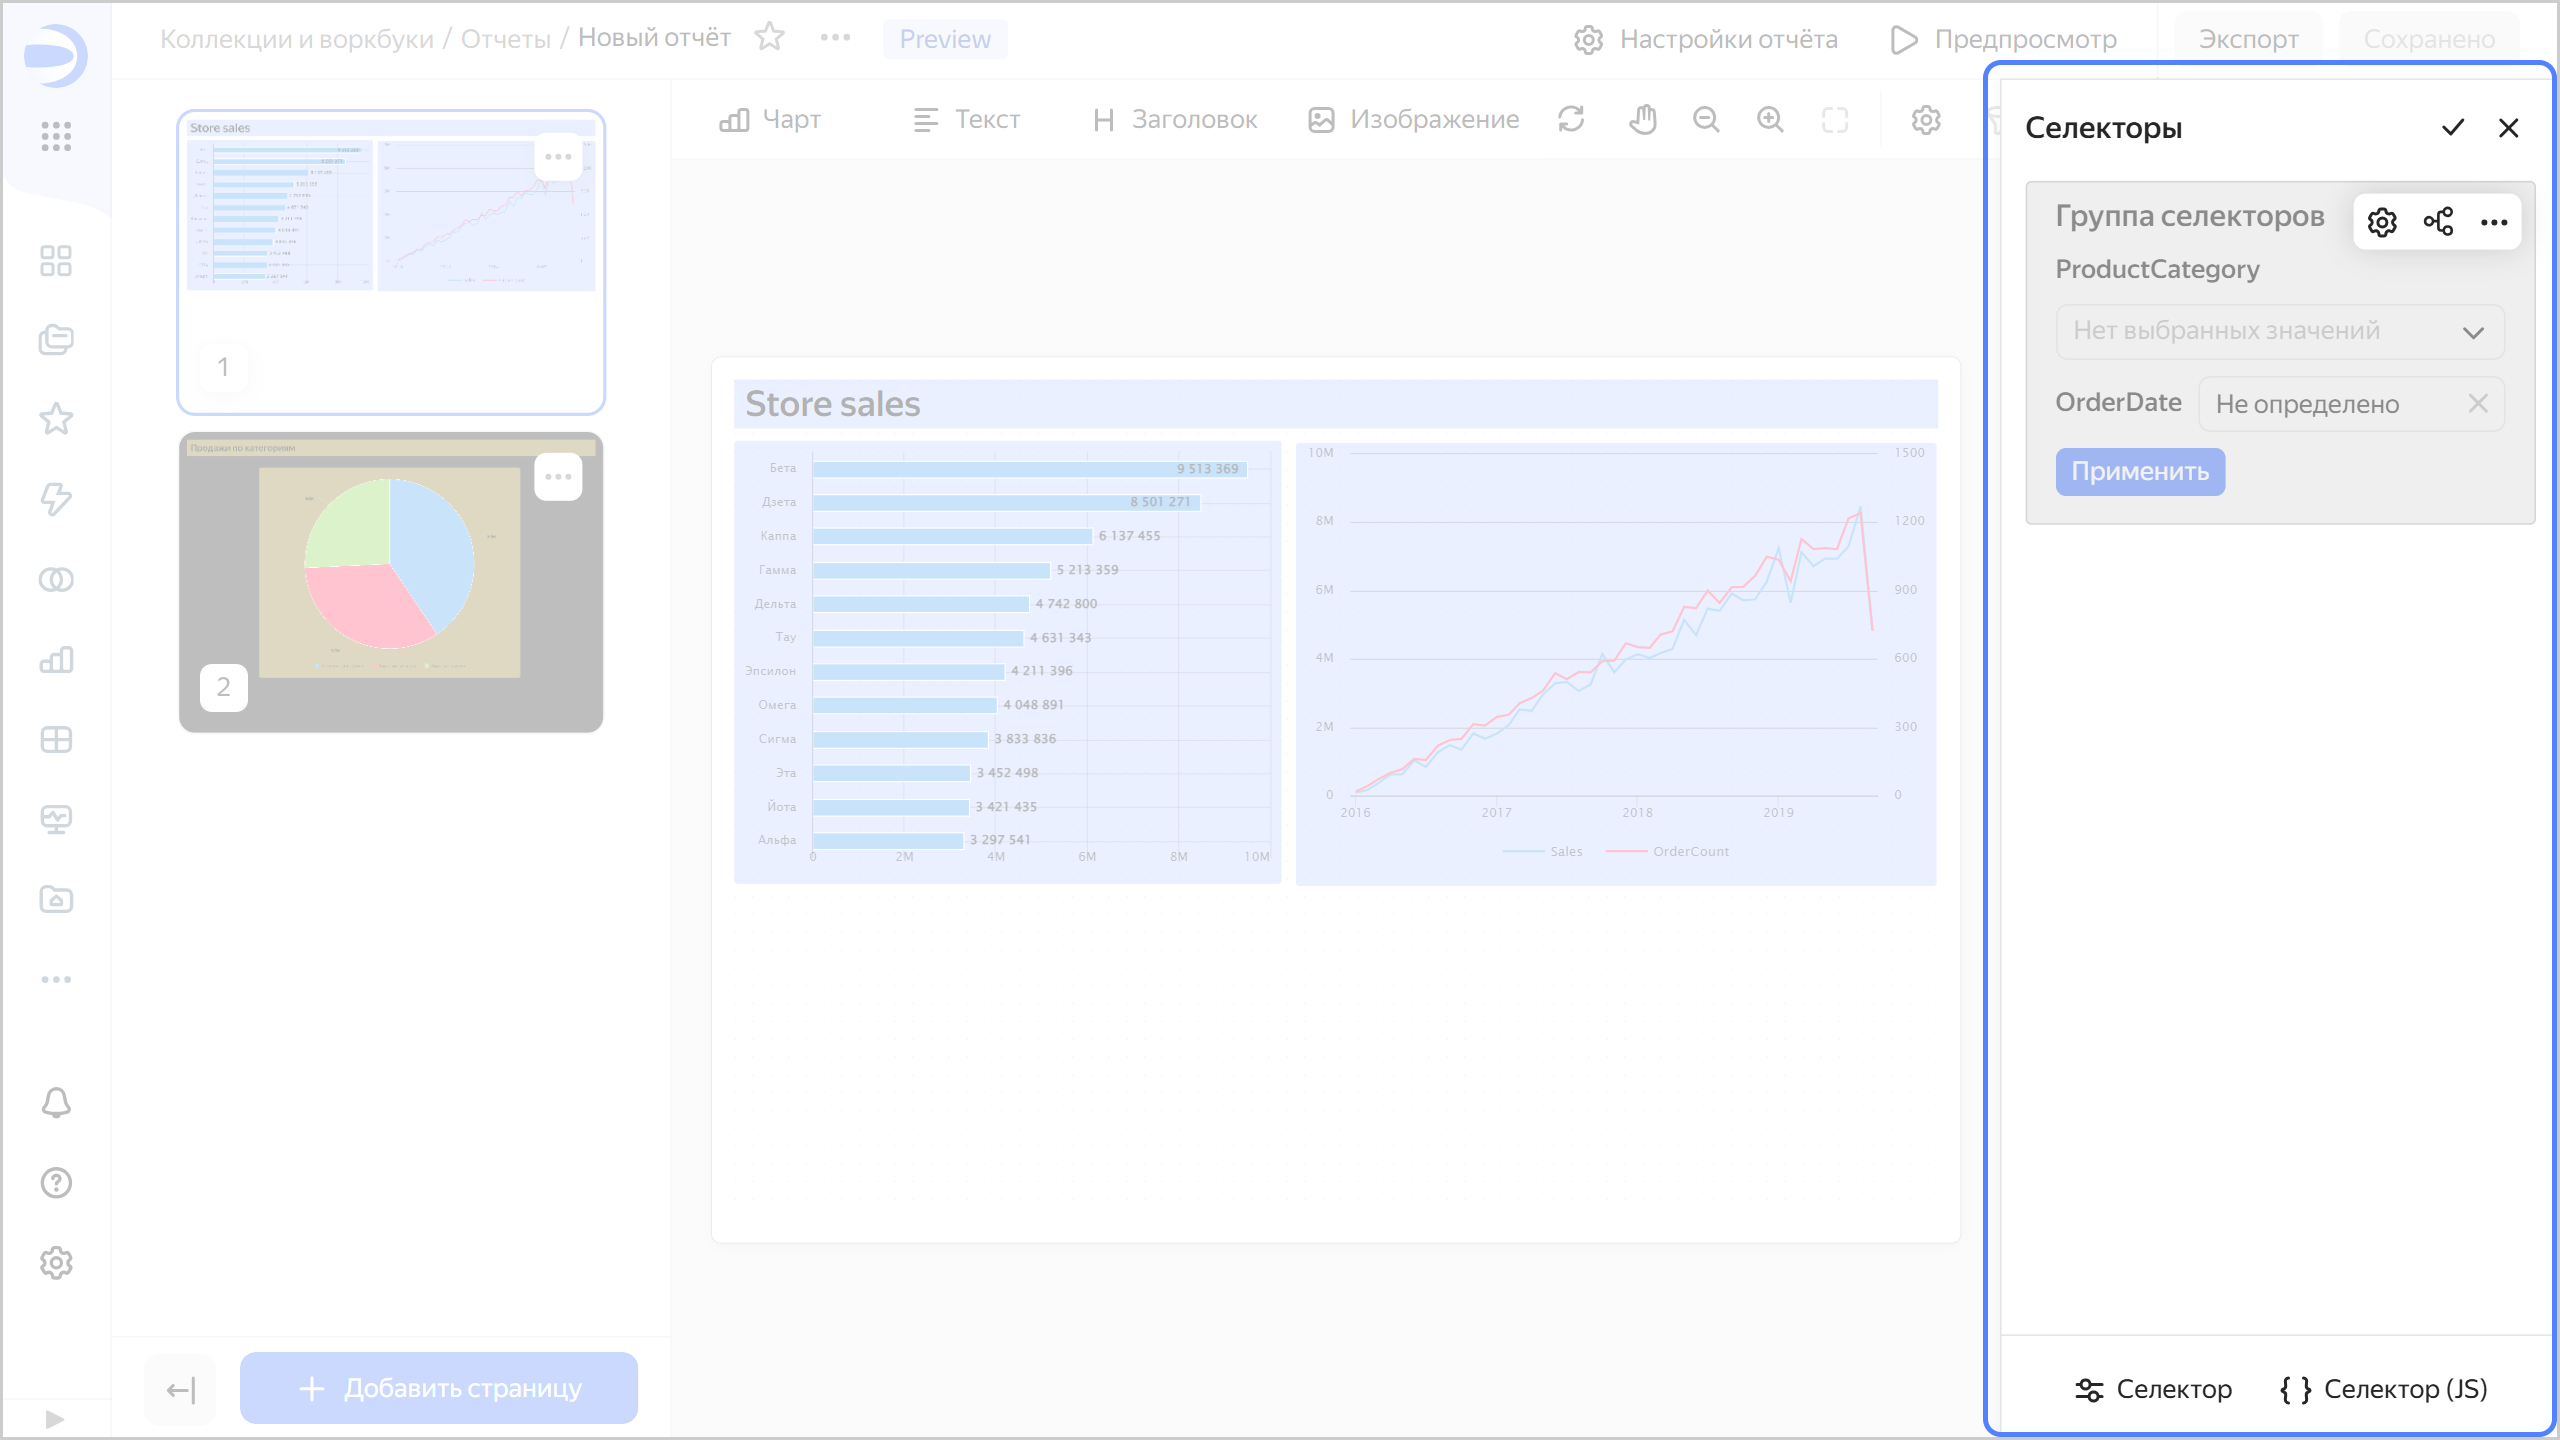 Коллекции и воркбуки / Отчеты / Новый отчёт
Preview
Настройки отчёта
Предпросмотр
Экспорт
Сохранено
Store sales
1
Продажи по категориям
2
Добавить страницу
Чарт
Текст
Заголовок
Изображение
Store sales
Бета 9 513 369
Дзета 8 501 271
Каппа 6 137 455
Гамма 5 213 359
Дельта 4 742 800
Тау 4 631 343
Эпсилон 4 211 396
Омега 4 048 891
Сигма 3 833 836
Эта 3 452 498
Йота 3 421 435
Альфа 3 297 541
0 2M 4M 6M 8M 10M
10M 1500
8M 1200
6M 900
4M 600
2M 300
0 0
2016 2017 2018 2019
Sales OrderCount
Селекторы
Группа селекторов
ProductCategory
Нет выбранных значений
OrderDate Не определено
Применить
Селектор
{ } Селектор (JS)